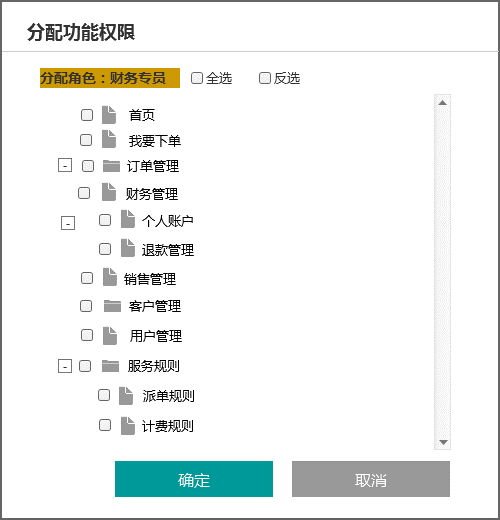 分配功能权限
分配角色：财务专员 全选 反选
首页
我要下单
- 订单管理
财务管理
- 个人账户
退款管理
销售管理
客户管理
用户管理
- 服务规则
派单规则
计费规则
确定 取消